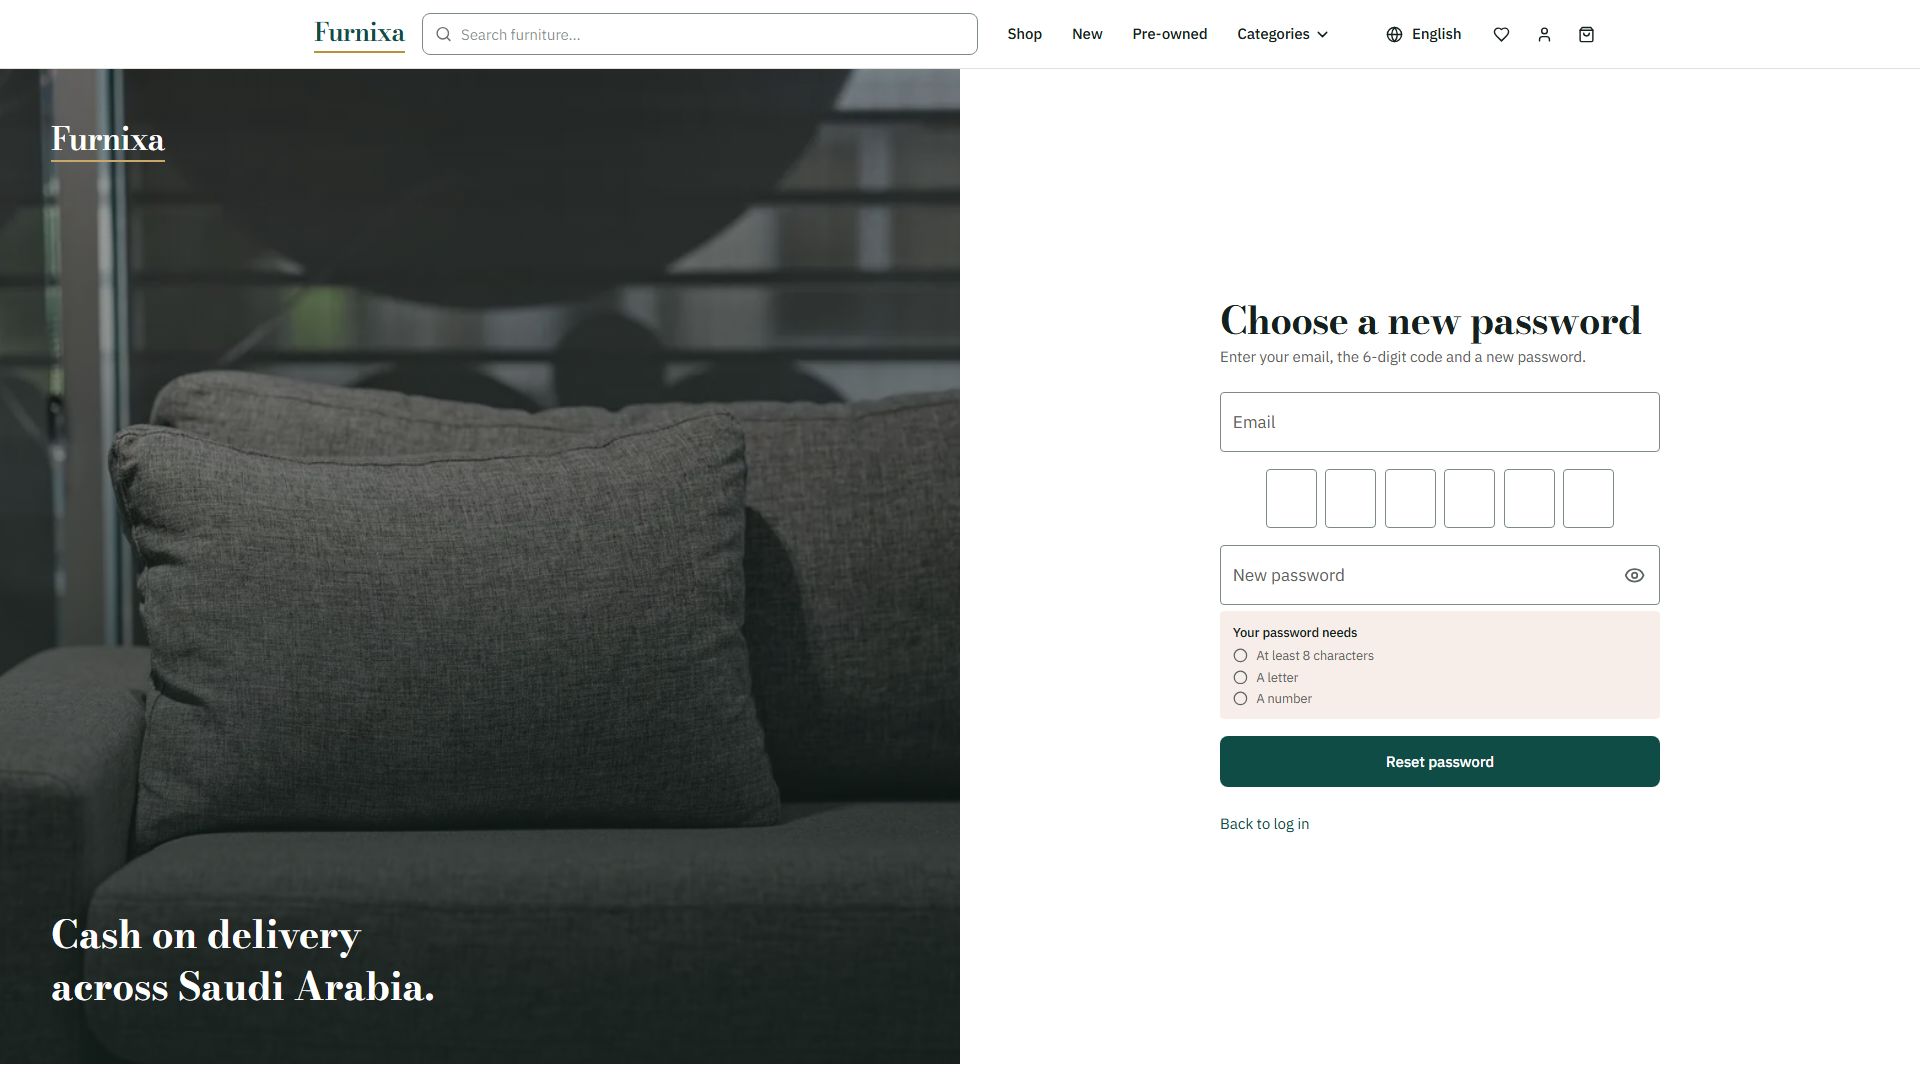 Furnixa
Search furniture...
Shop
New
Pre-owned
Categories
English
Furnixa
Cash on delivery
across Saudi Arabia.
Choose a new password
Enter your email, the 6-digit code and a new password.
Email
New password
Your password needs
At least 8 characters
A letter
A number
Reset password
Back to log in